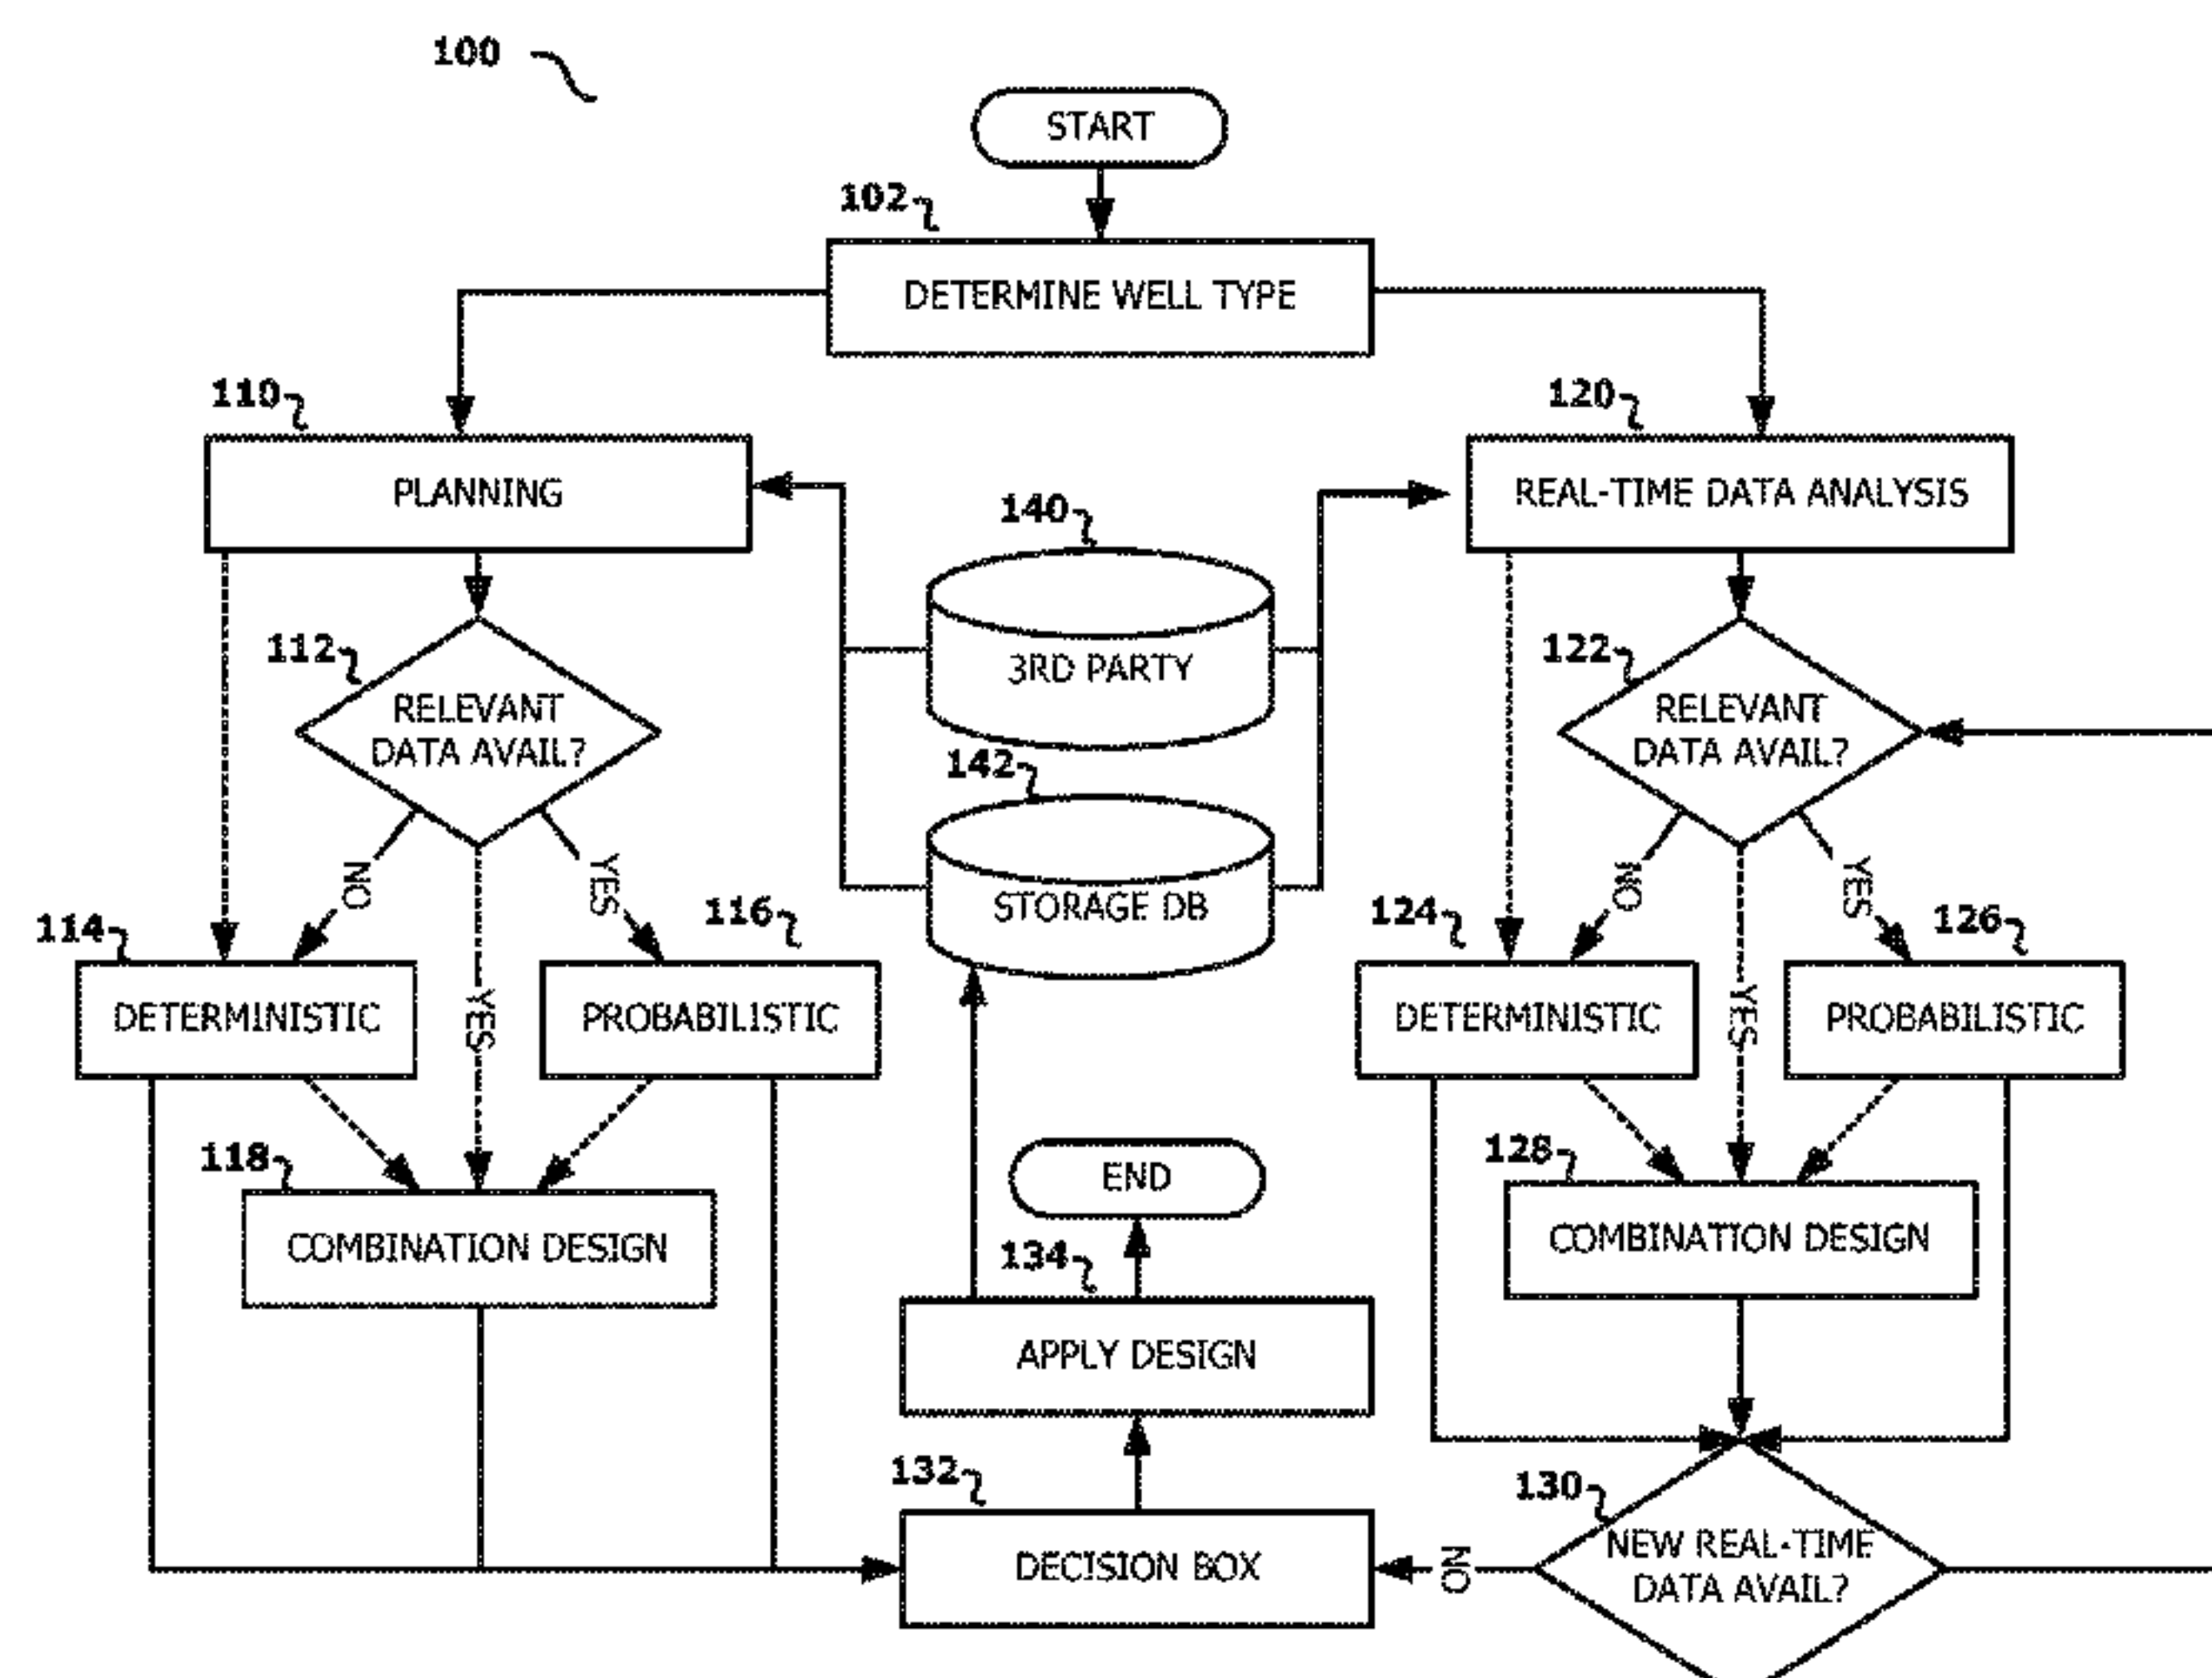 100
START
102
DETERMINE WELL TYPE
110
120
PLANNING
REAL-TIME DATA ANALYSIS
140
3RD PARTY
112
RELEVANT
DATA AVAIL?
122
RELEVANT
DATA AVAIL?
142
STORAGE DB
NO
YES
NO
YES
114
116
124
126
DETERMINISTIC
YES
PROBABILISTIC
DETERMINISTIC
YES
PROBABILISTIC
118
COMBINATION DESIGN
END
128
COMBINATION DESIGN
134
APPLY DESIGN
132
DECISION BOX
NO
130
NEW REAL-TIME
DATA AVAIL?